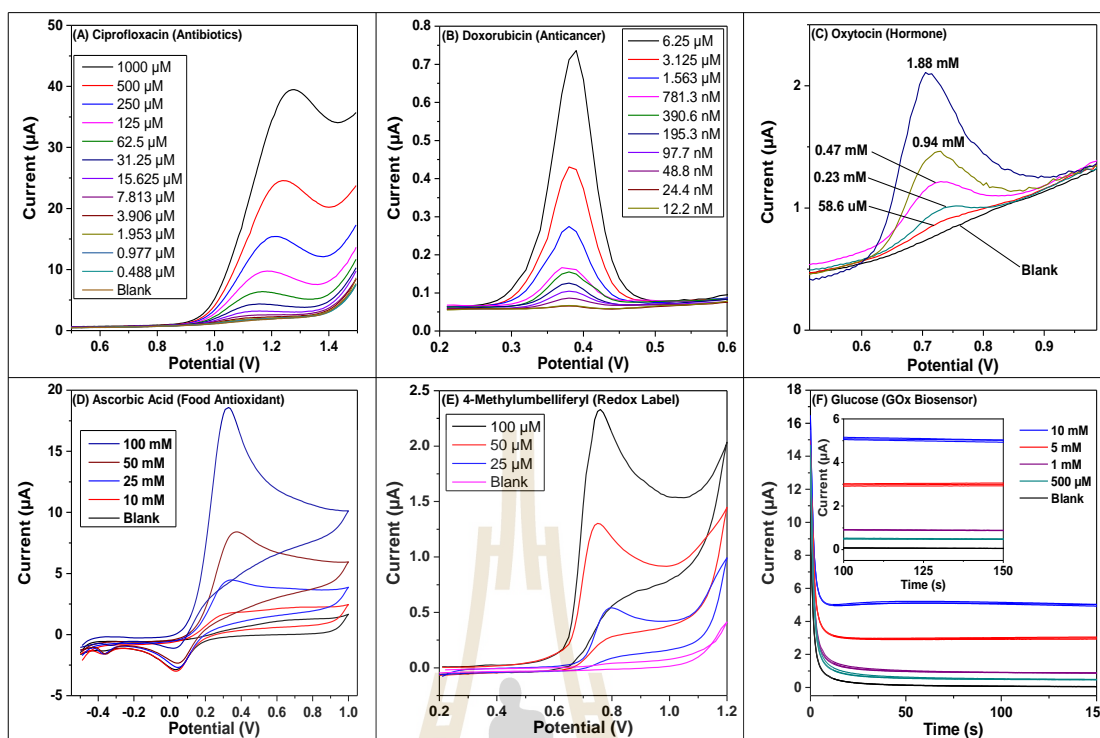 (A) Ciprofloxacin (Antibiotics)
Current (µA)
50
40
30
20
10
0
1000 µM
500 µM
250 µM
125 µM
62.5 µM
31.25 µM
15.625 µM
7.813 µM
3.906 µM
1.953 µM
0.977 µM
0.488 µM
Blank
0.6 0.8 1.0 1.2 1.4
Potential (V)
(B) Doxorubicin (Anticancer)
Current (µA)
0.8
0.7
0.6
0.5
0.4
0.3
0.2
0.1
0.0
6.25 µM
3.125 µM
1.563 µM
781.3 nM
390.6 nM
195.3 nM
97.7 nM
48.8 nM
24.4 nM
12.2 nM
0.2 0.3 0.4 0.5 0.6
Potential (V)
(C) Oxytocin (Hormone)
Current (µA)
2
1
0
1.88 mM
0.94 mM
0.47 mM
0.23 mM
58.6 uM
Blank
0.6 0.7 0.8 0.9
Potential (V)
(D) Ascorbic Acid (Food Antioxidant)
Current (µA)
20
15
10
5
0
-5
100 mM
50 mM
25 mM
10 mM
Blank
-0.4 -0.2 0.0 0.2 0.4 0.6 0.8 1.0
Potential (V)
(E) 4-Methylumbelliferyl (Redox Label)
Current (µA)
2.5
2.0
1.5
1.0
0.5
0.0
100 µM
50 µM
25 µM
Blank
0.2 0.4 0.6 0.8 1.0 1.2
Potential (V)
(F) Glucose (GOx Biosensor)
Current (µA)
18
16
14
12
10
8
6
4
2
0
10 mM
5 mM
1 mM
500 µM
Blank
Current (µA)
6
4
2
0
100 125 150
Time (s)
0 50 100 150
Time (s)